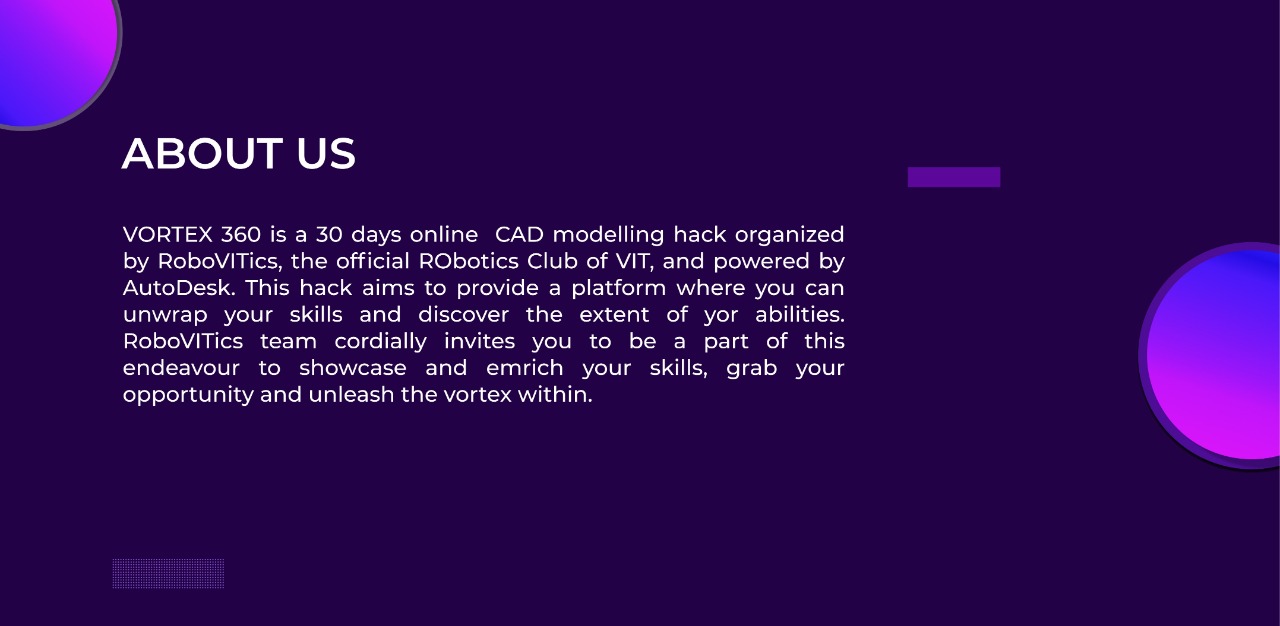 ABOUT US
VORTEX 360 is a 30 days online  CAD modelling hack organized
by RoboVITics, the official RObotics Club of VIT, and powered by
AutoDesk. This hack aims to provide a platform where you can
unwrap your skills and discover the extent of yor abilities.
RoboVITics team cordially invites you to be a part of this
endeavour to showcase and emrich your skills, grab your
opportunity and unleash the vortex within.